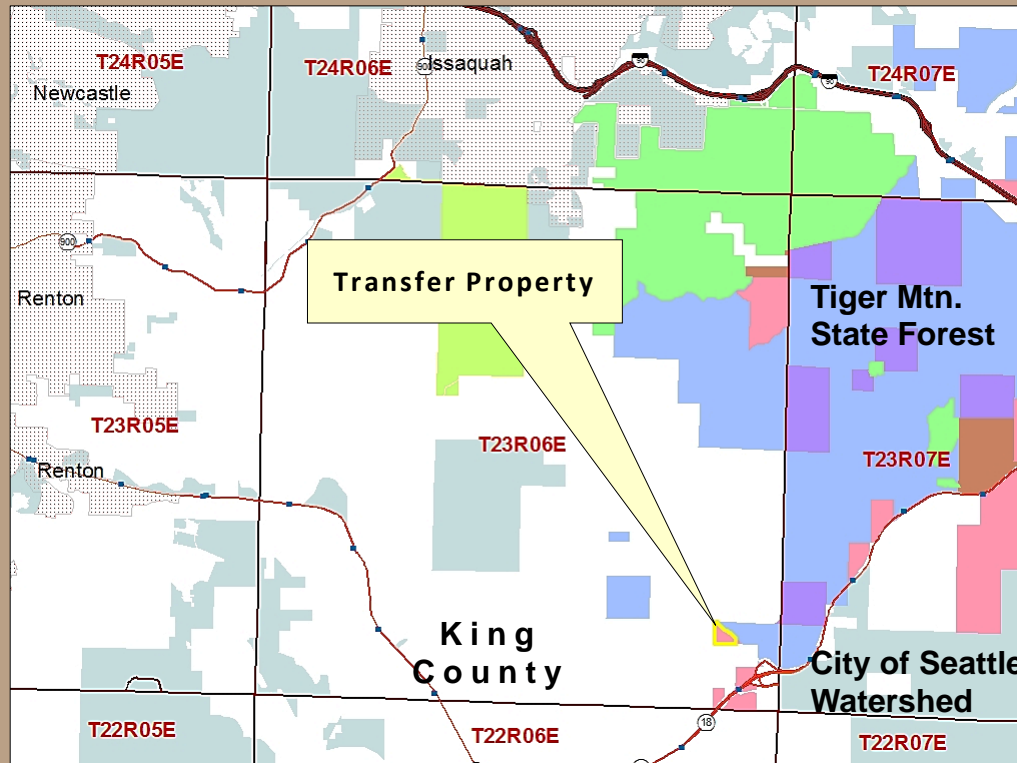 T24R05E
T24R06E
Issaquah
90
90
T24R07E
Newcastle
900
Renton
Transfer Property
Tiger Mtn.
State Forest
T23R05E
T23R06E
T23R07E
Renton
King
County
City of Seattle
Watershed
T22R05E
T22R06E
18
T22R07E